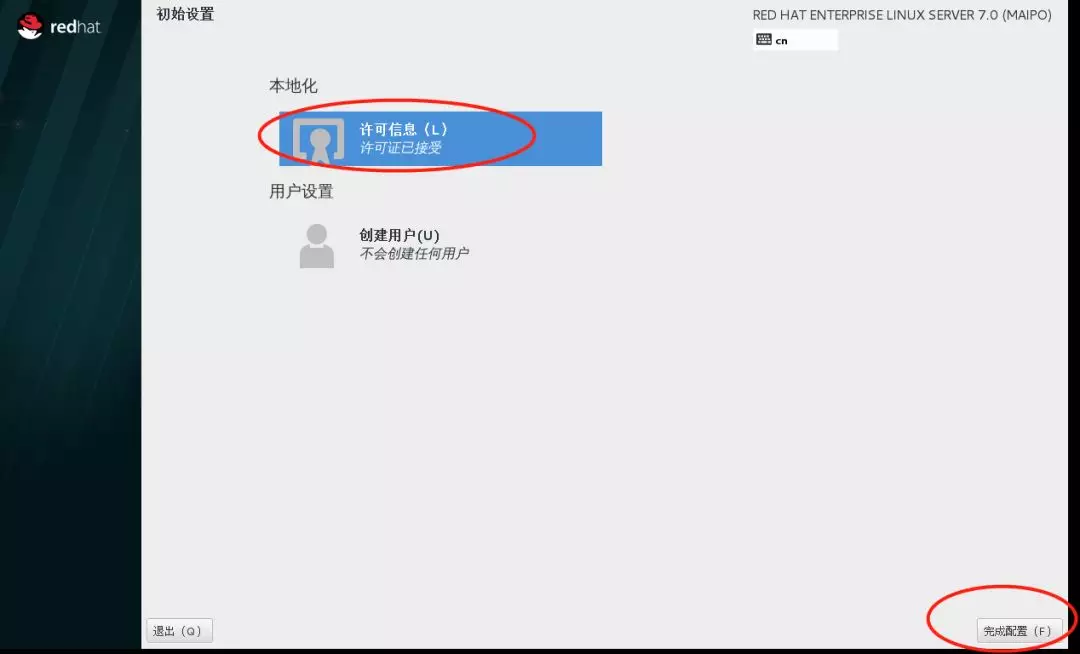 redhat
初始设置
RED HAT ENTERPRISE LINUX SERVER 7.0 (MAIPO)
cn
本地化
许可信息（L）
许可证已接受
用户设置
创建用户(U)
不会创建任何用户
退出（Q）
完成配置（F）